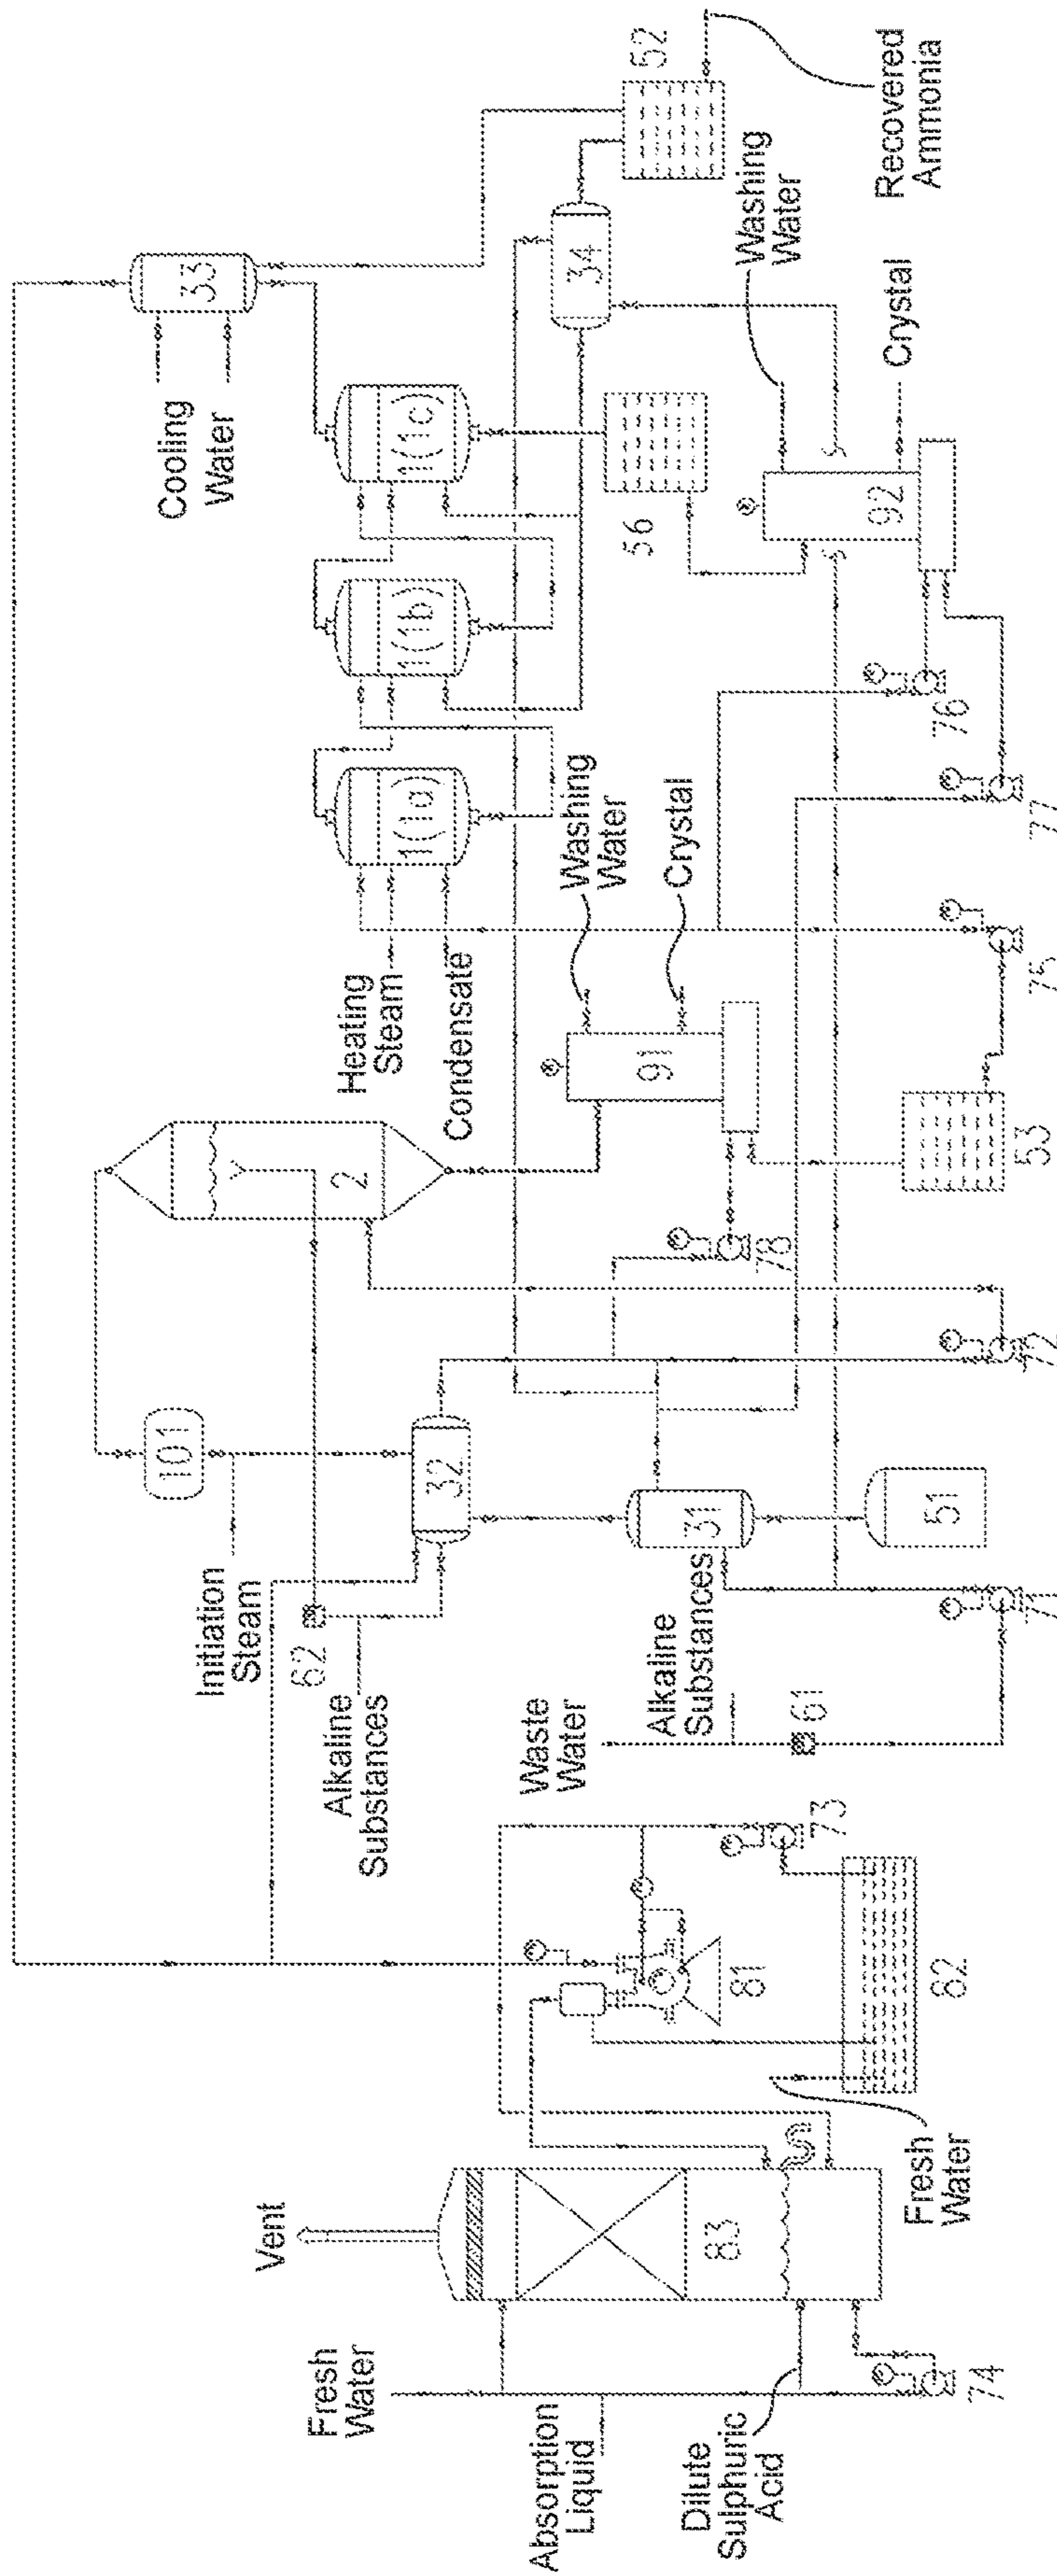 Vent
Fresh
Water
Absorption
Liquid
Dilute
Sulphuric
Acid
83
74
Fresh
Water
81
82
73
Initiation
Steam
62
Alkaline
Substances
Waste
Water
61
Alkaline
Substances
101
32
31
51
71
72
2
78
91
53
Washing
Water
Crystal
Heating
Steam
Condensate
1(1a)
1(1b)
1(1c)
Cooling
Water
33
34
52
56
75
77
76
92
Washing
Water
Crystal
Recovered
Ammonia